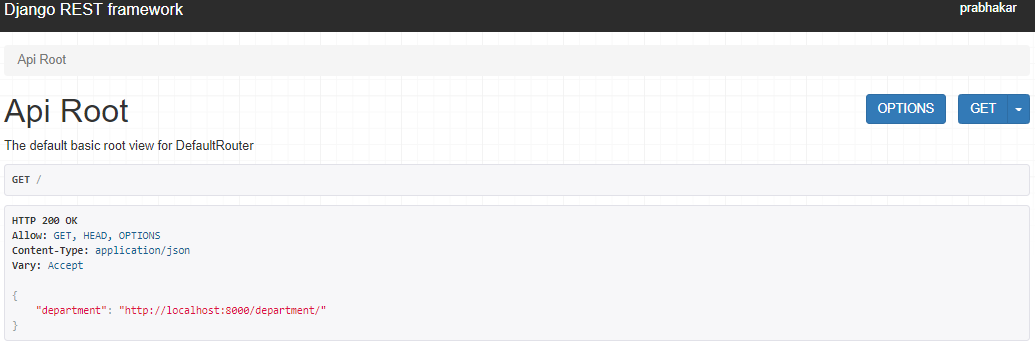 Django REST framework
prabhakar
Api Root
Api Root
OPTIONS
GET
The default basic root view for DefaultRouter
GET /
HTTP 200 OK
Allow: GET, HEAD, OPTIONS
Content-Type: application/json
Vary: Accept
{
"department": "http://localhost:8000/department/"
}